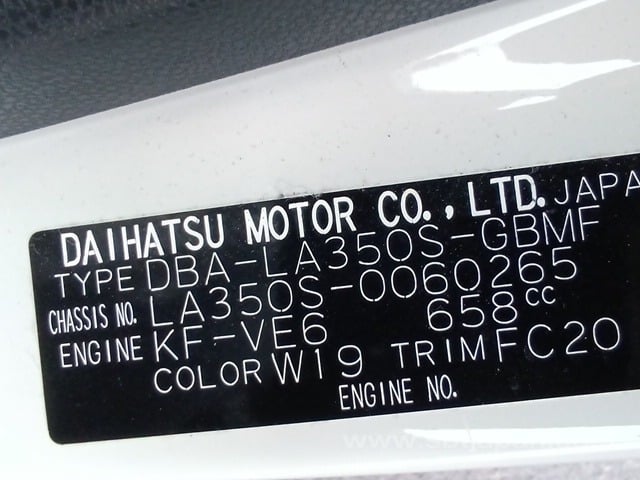 DAIHATSU MOTOR CO., LTD. JAPA
TYPE DBA-LA350S-GBMF
CHASSIS NO. LA350S-0060265
ENGINE KF-VE6 658cc
COLOR W19 TRIM FC20
ENGINE NO.